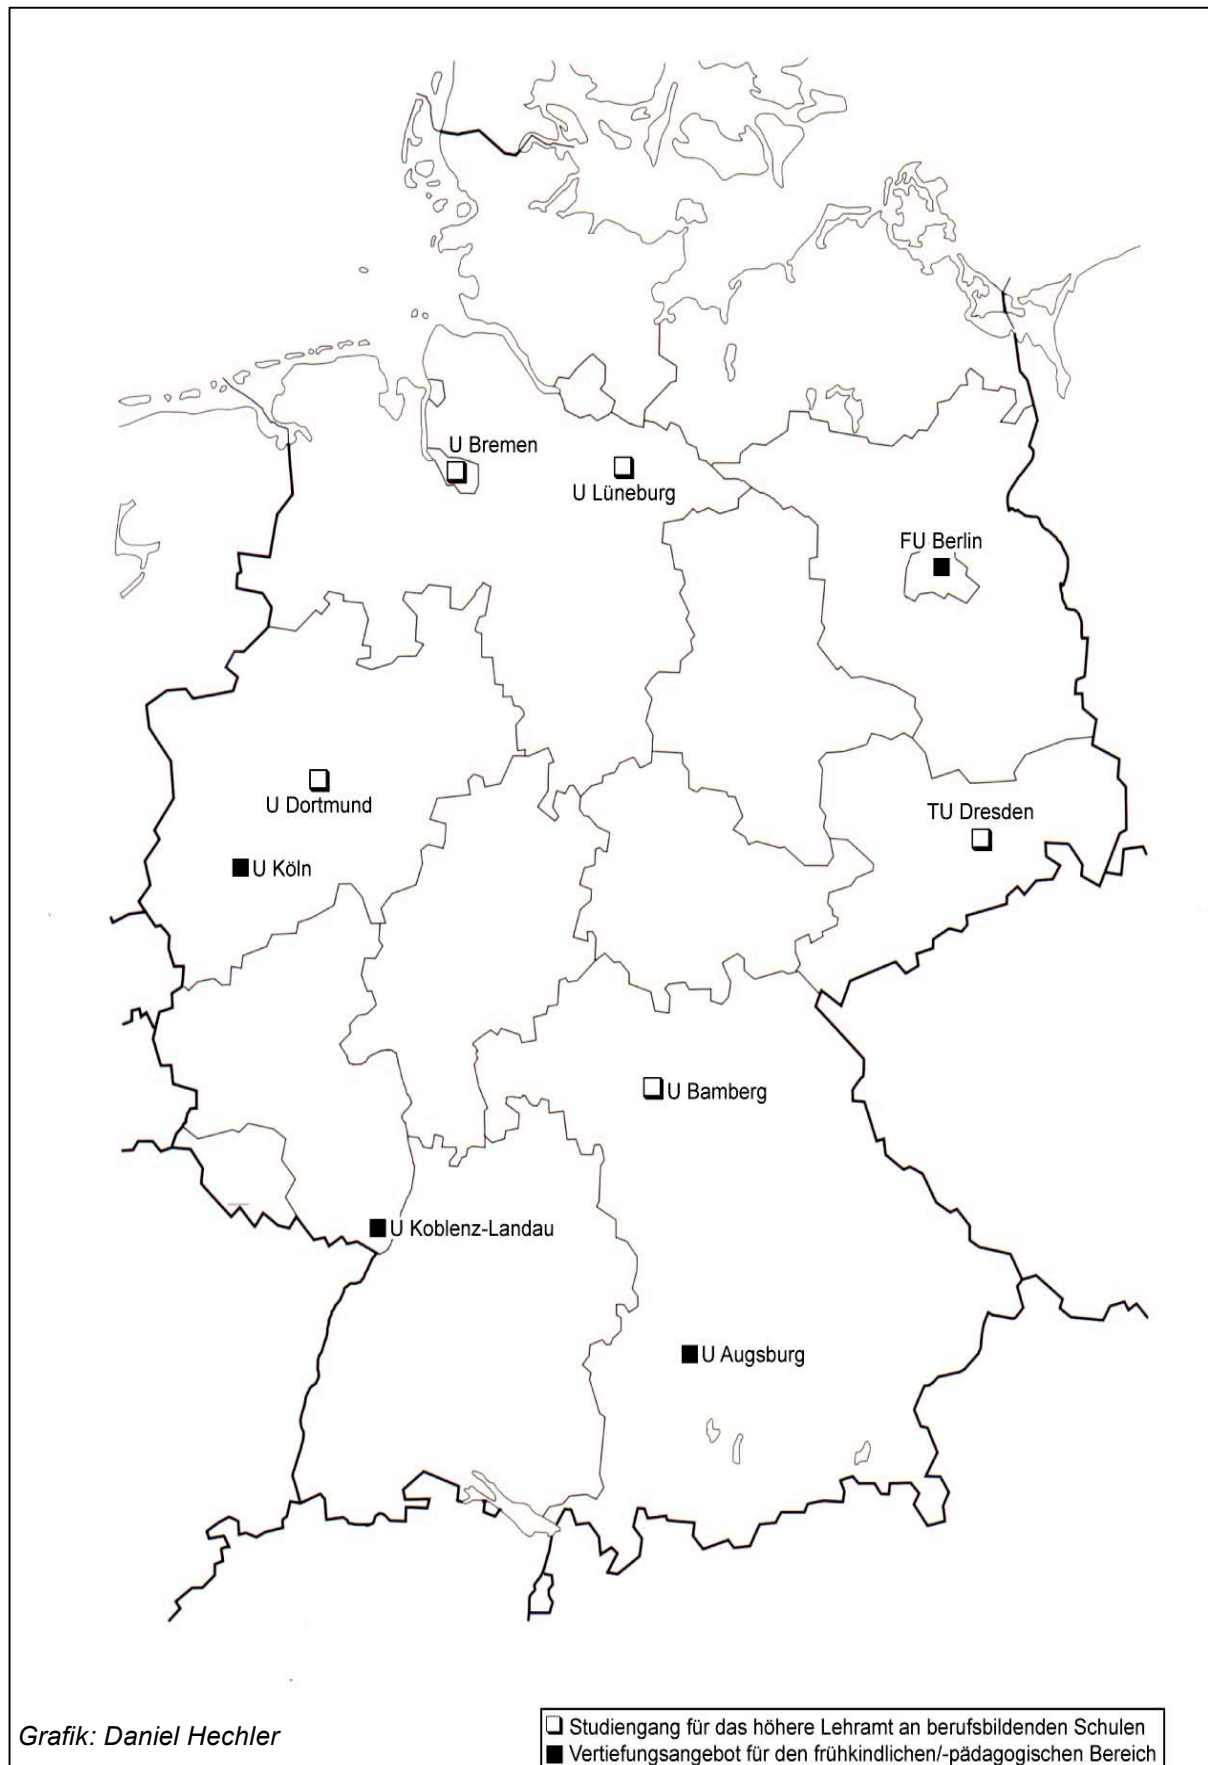 U Bremen
U Lüneburg
FU Berlin
U Dortmund
TU Dresden
U Köln
U Bamberg
U Koblenz-Landau
U Augsburg
Grafik: Daniel Hechler
Studiengang für das höhere Lehramt an berufsbildenden Schulen
Vertiefungsangebot für den frühkindlichen/-pädagogischen Bereich